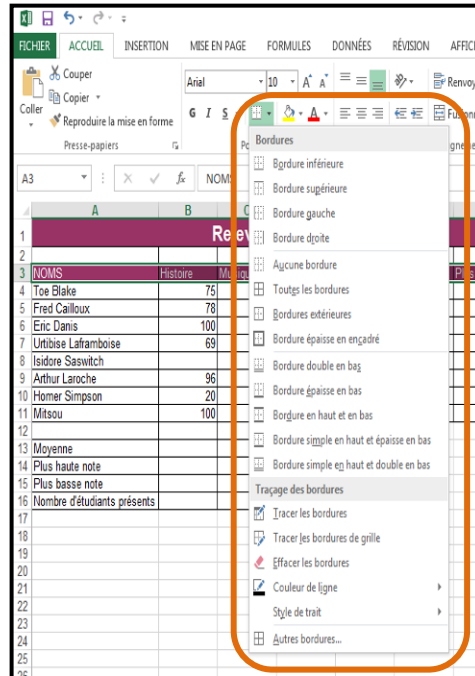 FICHIER ACCUEIL INSERTION MISE EN PAGE FORMULES DONNÉES RÉVISION AFFIC
Couper
Copier
Coller
Reproduire la mise en forme
Presse-papiers
Arial 10
G I S
Renvoy
Fusionn
Bordures
Bordure inférieure
Bordure supérieure
Bordure gauche
Bordure droite
Aucune bordure
Toutes les bordures
Bordures extérieures
Bordure épaisse en encadré
Bordure double en bas
Bordure épaisse en bas
Bordure en haut et en bas
Bordure simple en haut et épaisse en bas
Bordure simple en haut et double en bas
Traçage des bordures
Tracer les bordures
Tracer les bordures de grille
Effacer les bordures
Couleur de ligne
Style de trait
Autres bordures...
A3 fx NOMS
A B C
1 Relev
2
3 NOMS Histoire Musiqu
4 Toe Blake 75
5 Fred Cailloux 78
6 Eric Danis 100
7 Urtibise Laframboise 69
8 Isidore Saswitch
9 Arthur Laroche 96
10 Homer Simpson 20
11 Mitsou 100
12
13 Moyenne
14 Plus haute note
15 Plus basse note
16 Nombre d'étudiants présents
17
18
19
20
21
22
23
24
25
26